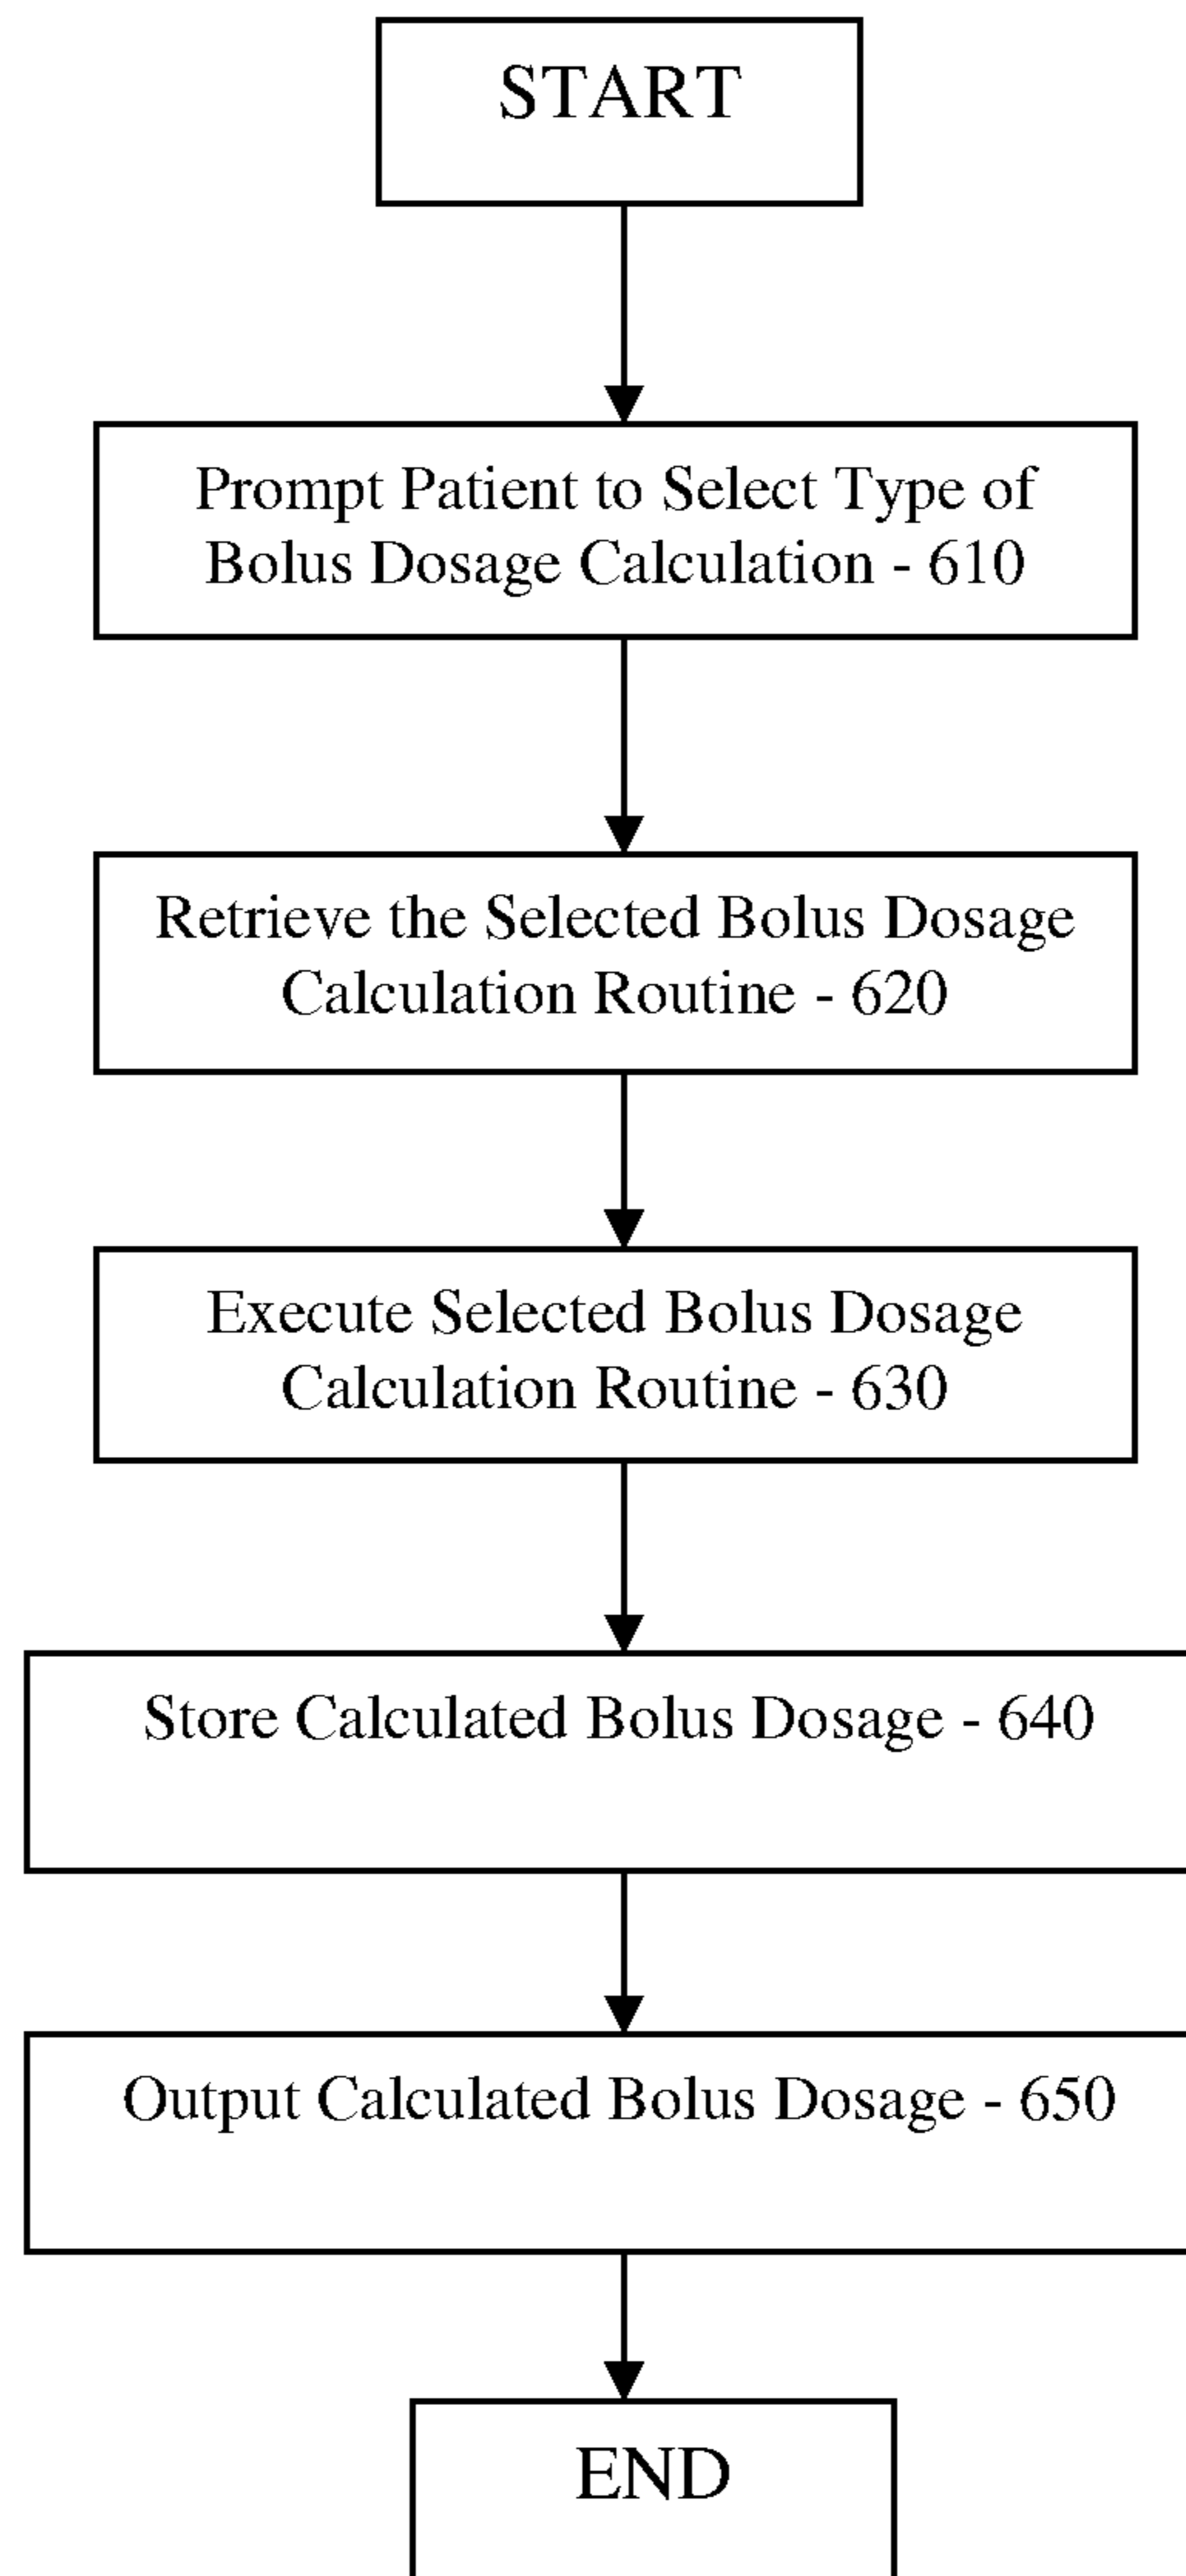 START
Prompt Patient to Select Type of
Bolus Dosage Calculation - 610
Retrieve the Selected Bolus Dosage
Calculation Routine - 620
Execute Selected Bolus Dosage
Calculation Routine - 630
Store Calculated Bolus Dosage - 640
Output Calculated Bolus Dosage - 650
END